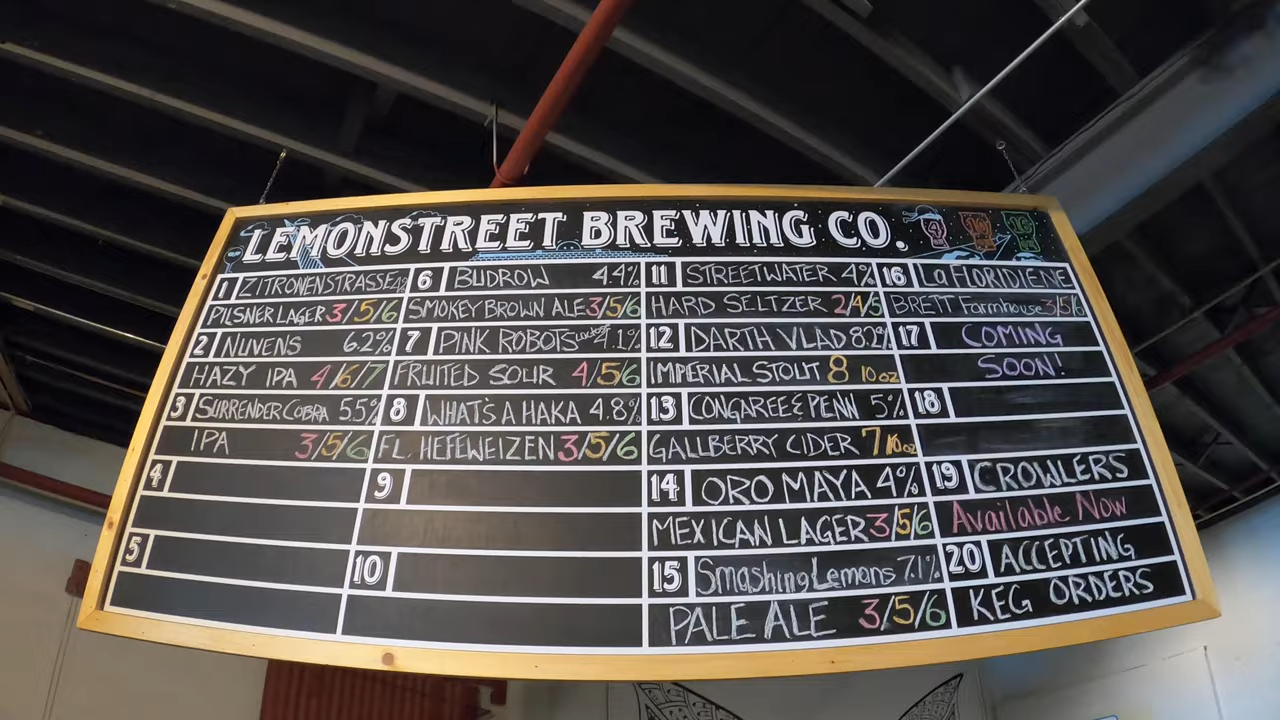 LEMONSTREET BREWING CO.
1 ZITRONENSTRASSE
PILSNER LAGER 3/5/6
2 NUVENS 6.2%
HAZY IPA 4/6/7
3 SURRENDER COBRA 5.5%
IPA 3/5/6
4
5
6 BUDROW 4.4%
SMOKEY BROWN ALE 3/5/6
7 PINK ROBOTS 4.1%
FRUITED SOUR 4/5/6
8 WHAT'S A HAKA 4.8%
FL. HEFEWEIZEN 3/5/6
9
10
11 STREETWATER 4%
HARD SELTZER 2/4/5
12 DARTH VLAD 8.2%
IMPERIAL STOUT 8 10oz
13 CONGAREE & PENN 5%
GALLBERRY CIDER 7 10oz
14 ORO MAYA 4%
MEXICAN LAGER 3/5/6
15 Smashing Lemons 7.1%
PALE ALE 3/5/6
16 La FLORIDIENE
BRETT Farmhouse 3/5/6
17 COMING
SOON!
18
19 CROWLERS
Available Now
20 ACCEPTING
KEG ORDERS